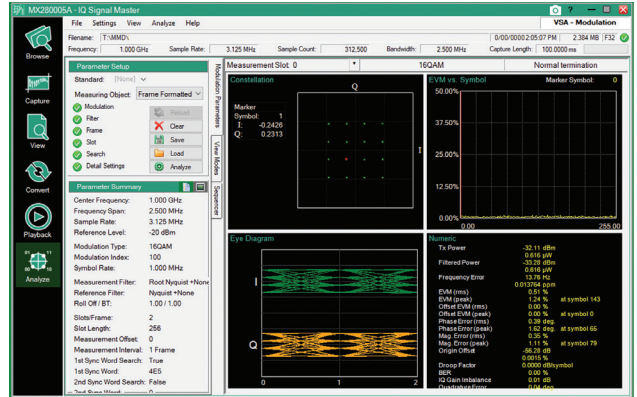 MX280005A - IQ Signal Master
File Settings View Analyze Help
VSA - Modulation
Filename: T:\MMD\
0/00/0000 2:05:07 PM 2.384 MB F32
Frequency: 1.000 GHz Sample Rate: 3.125 MHz Sample Count: 312,500 Bandwidth: 2.500 MHz Capture Length: 100.0000 ms
Browse
Capture
View
Convert
Playback
Analyze
Parameter Setup
Standard: [None]
Measuring Object: Frame Formatted
Modulation
Filter
Frame
Slot
Search
Detail Settings
Reload
Clear
Save
Load
Analyze
Parameter Summary
Center Frequency: 1.000 GHz
Frequency Span: 2.500 MHz
Sample Rate: 3.125 MHz
Reference Level: -20 dBm
Modulation Type: 16QAM
Modulation Index: 100
Symbol Rate: 1.000 MHz
Measurement Filter: Root Nyquist +None
Reference Filter: Nyquist +None
Roll Off / BT: 1.00 / 1.00
Slots/Frame: 2
Slot Length: 256
Measurement Offset: 0
Measurement Interval: 1 Frame
1st Sync Word Search: True
1st Sync Word: 4E5
2nd Sync Word Search: False
2nd Sync Word: 0
Modulation Parameters
View Modes
Sequencer
Measurement Slot: 0
16QAM
Normal termination
Constellation
Q
Marker
Symbol: 1
I: -0.2426
Q: 0.2313
I
EVM vs. Symbol
Marker Symbol: 0
50.00%
37.50%
25.00%
12.50%
0.00%
0.00 255.00
Eye Diagram
I
Q
0 1 2
Numeric
Tx Power -32.11 dBm
0.616 µW
Filtered Power -33.28 dBm
0.616 µW
Frequency Error 13.76 Hz
0.013764 ppm
EVM (rms) 0.51 %
EVM (peak) 1.24 % at symbol 143
Offset EVM (rms) 0.00 %
Offset EVM (peak) 0.00 % at symbol 0
Phase Error (rms) 0.39 deg.
Phase Error (peak) 1.62 deg. at symbol 65
Mag. Error (rms) 0.35 %
Mag. Error (peak) 1.11 % at symbol 79
Origin Offset -56.28 dB
0.0015 %
Droop Factor 0.0000 dB/symbol
BER 0.00 %
IQ Gain Imbalance 0.01 dB
Quadrature Error 0.04 deg.